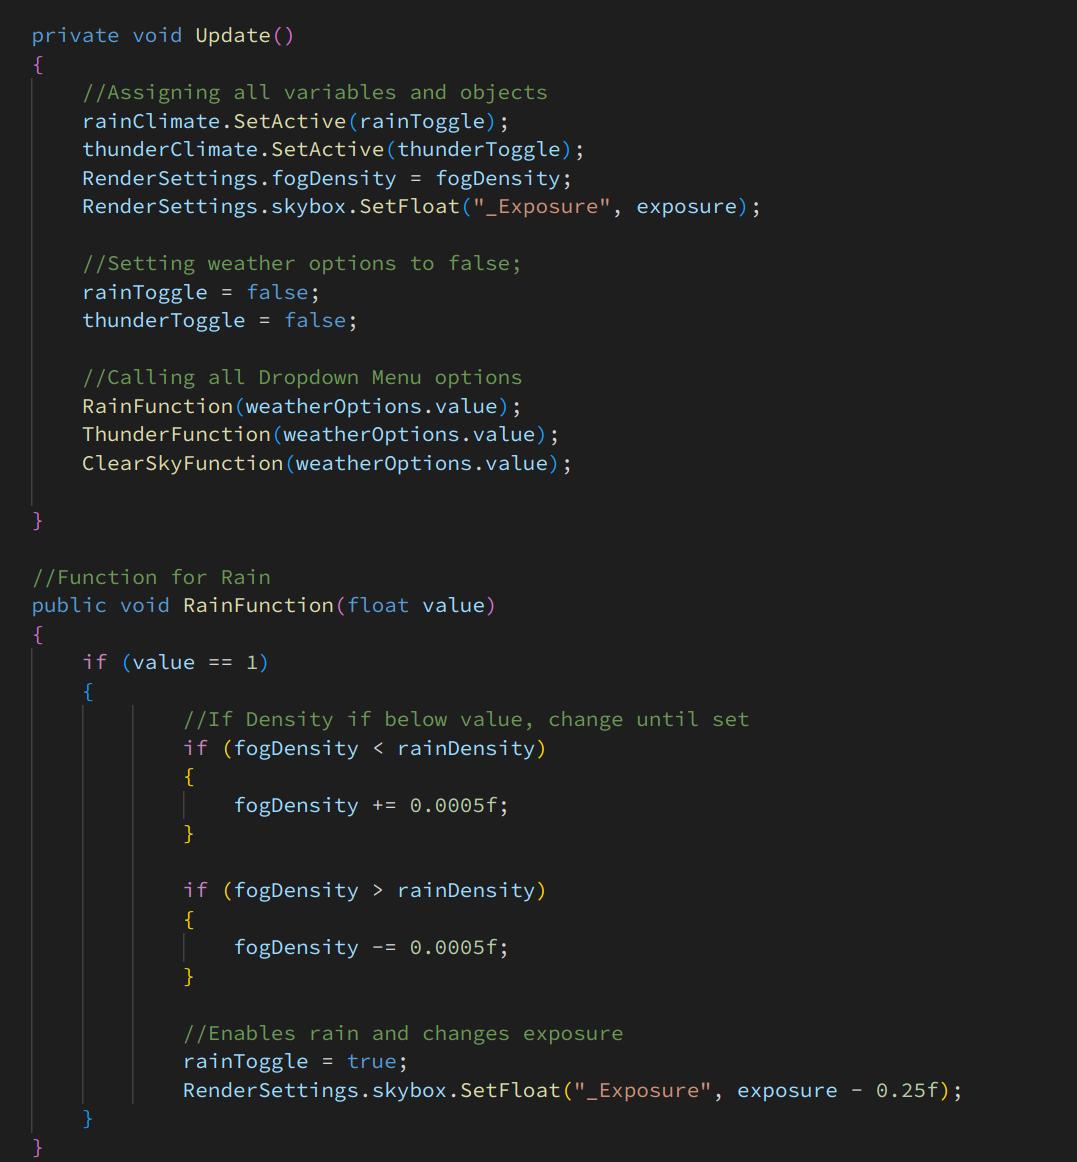 private void Update()
{
    //Assigning all variables and objects
    rainClimate.SetActive(rainToggle);
    thunderClimate.SetActive(thunderToggle);
    RenderSettings.fogDensity = fogDensity;
    RenderSettings.skybox.SetFloat("_Exposure", exposure);

    //Setting weather options to false;
    rainToggle = false;
    thunderToggle = false;

    //Calling all Dropdown Menu options
    RainFunction(weatherOptions.value);
    ThunderFunction(weatherOptions.value);
    ClearSkyFunction(weatherOptions.value);

}

//Function for Rain
public void RainFunction(float value)
{
    if (value == 1)
    {
            //If Density if below value, change until set
            if (fogDensity < rainDensity)
            {
                fogDensity += 0.0005f;
            }

            if (fogDensity > rainDensity)
            {
                fogDensity -= 0.0005f;
            }

            //Enables rain and changes exposure
            rainToggle = true;
            RenderSettings.skybox.SetFloat("_Exposure", exposure - 0.25f);
    }
}